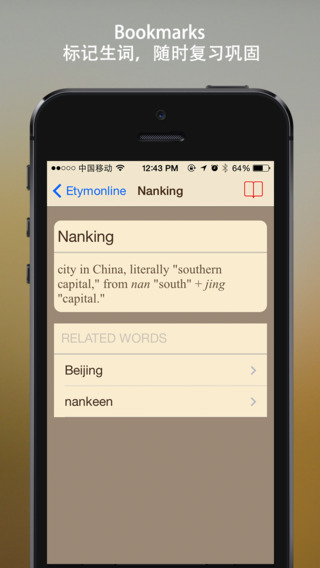 Bookmarks
标记生词，随时复习巩固
中国移动 12:43 PM 64%
Etymonline Nanking
Nanking
city in China, literally "southern
capital," from nan "south" + jing
"capital."
RELATED WORDS
Beijing
nankeen